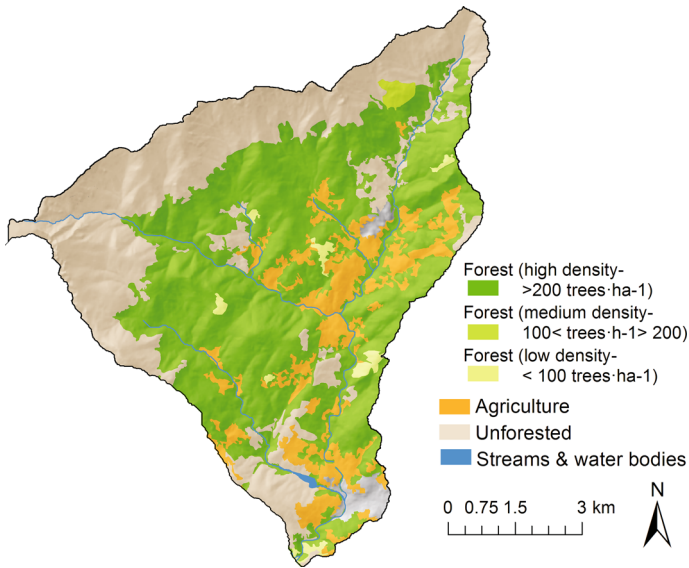 Forest (high density-
>200 trees·ha-1)
Forest (medium density-
100< trees·h-1> 200)
Forest (low density-
< 100 trees·ha-1)
Agriculture
Unforested
Streams & water bodies
N
0 0.75 1.5 3 km